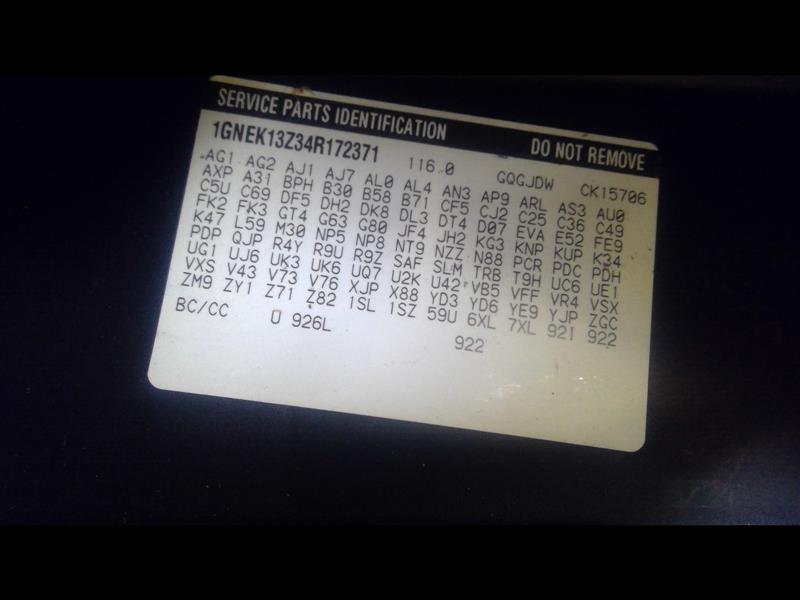 SERVICE PARTS IDENTIFICATION DO NOT REMOVE
1GNEK13Z34R172371 116.0 GQGJDW CK15706
AG1 AG2 AJ1 AJ7 AL0 AL4 AN3 AP9 ARL AS3 AU0
AXP A31 BPH B30 B58 B71 CF5 CJ2 C25 C36 C49
C5U C69 DF5 DH2 DK8 DL3 DT4 D07 EVA E52 FE9
FK2 FK3 GT4 G63 G80 JF4 JH2 KG3 KNP KUP K34
K47 L59 M30 NP5 NP8 NT9 NZZ N88 PCR PDC PDH
PDP QJP R4Y R9U R9Z SAF SLM TRB T9H UC6 UE1
UG1 UJ6 UK3 UK6 UQ7 U2K U42 VB5 VFF VR4 VSX
VXS V43 V73 V76 XJP X88 YD3 YD6 YE9 YJP ZGC
ZM9 ZY1 Z71 Z82 1SL 1SZ 59U 6XL 7XL 92I 922
BC/CC U 926L 922